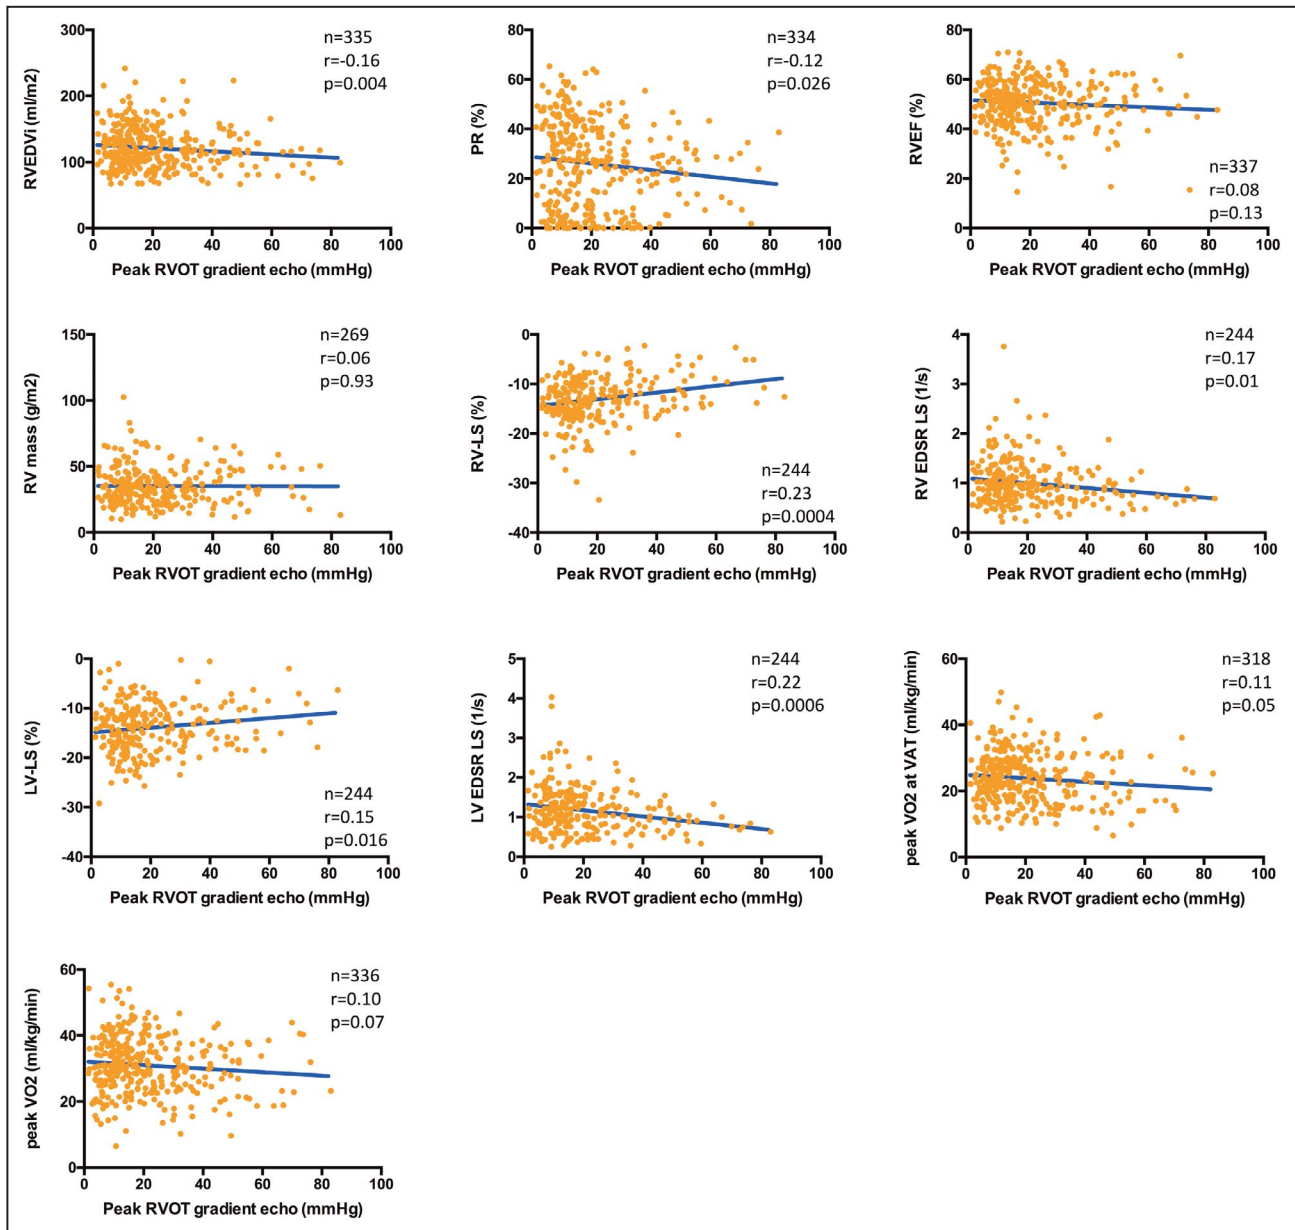 RVEDVi (ml/m2)
300
200
100
0
0 20 40 60 80 100
Peak RVOT gradient echo (mmHg)
n=335
r=-0.16
p=0.004
PR (%)
80
60
40
20
0
0 20 40 60 80 100
Peak RVOT gradient echo (mmHg)
n=334
r=-0.12
p=0.026
RVEF (%)
80
60
40
20
0
0 20 40 60 80 100
Peak RVOT gradient echo (mmHg)
n=337
r=0.08
p=0.13
RV mass (g/m2)
150
100
50
0
0 20 40 60 80 100
Peak RVOT gradient echo (mmHg)
n=269
r=0.06
p=0.93
RV-LS (%)
0
-10
-20
-30
-40
0 20 40 60 80 100
Peak RVOT gradient echo (mmHg)
n=244
r=0.23
p=0.0004
RV EDSR LS (1/s)
4
3
2
1
0
0 20 40 60 80 100
Peak RVOT gradient echo (mmHg)
n=244
r=0.17
p=0.01
LV-LS (%)
0
-10
-20
-30
-40
0 20 40 60 80 100
Peak RVOT gradient echo (mmHg)
n=244
r=0.15
p=0.016
LV EDSR LS (1/s)
5
4
3
2
1
0
0 20 40 60 80 100
Peak RVOT gradient echo (mmHg)
n=244
r=0.22
p=0.0006
peak VO2 at VAT (ml/kg/min)
60
40
20
0
0 20 40 60 80 100
Peak RVOT gradient echo (mmHg)
n=318
r=0.11
p=0.05
peak VO2 (ml/kg/min)
60
40
20
0
0 20 40 60 80 100
Peak RVOT gradient echo (mmHg)
n=336
r=0.10
p=0.07